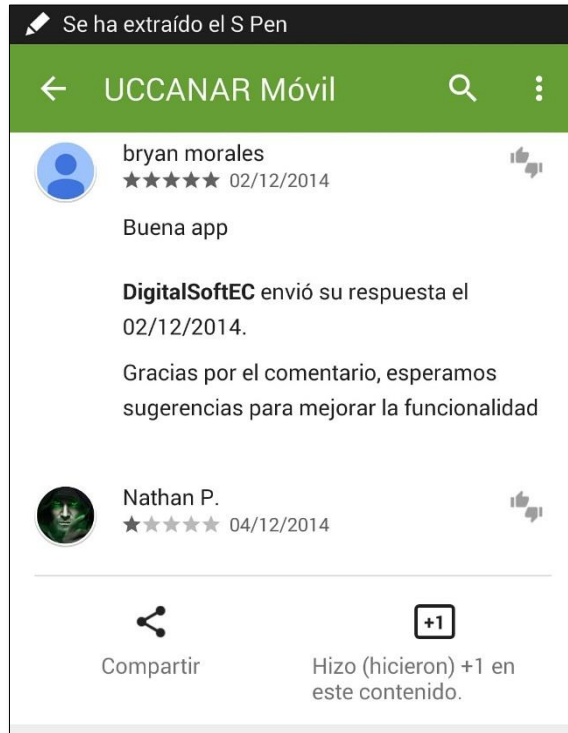 Se ha extraído el S Pen
UCCANAR Móvil
bryan morales
02/12/2014
Buena app
DigitalSoftEC envió su respuesta el
02/12/2014.
Gracias por el comentario, esperamos
sugerencias para mejorar la funcionalidad
Nathan P.
04/12/2014
+1
Compartir
Hizo (hicieron) +1 en
este contenido.